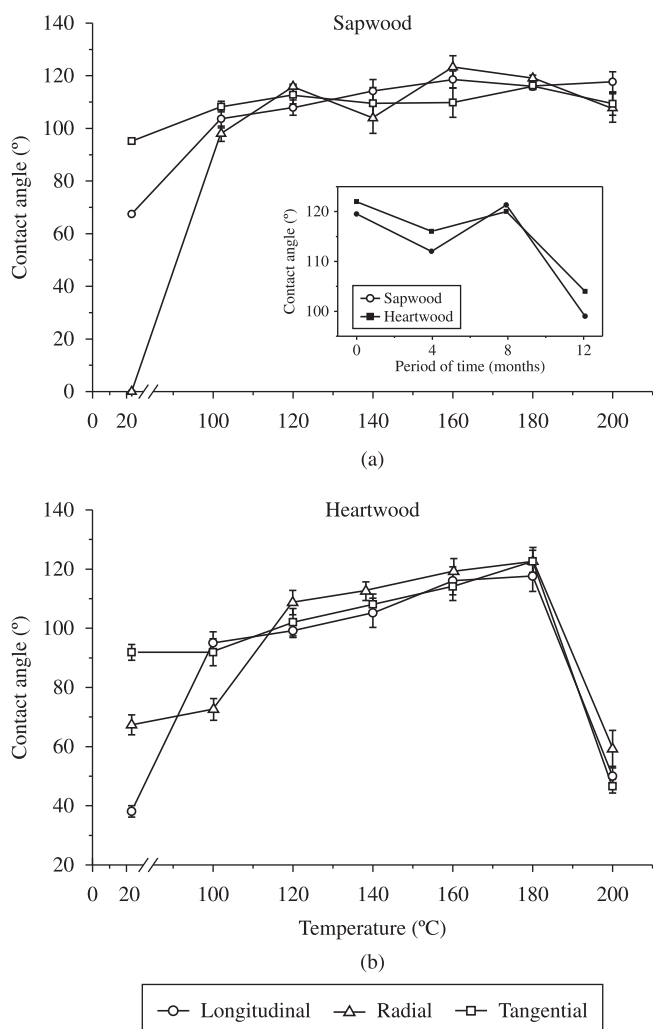 Sapwood
Contact angle (º)
140
120
100
80
60
40
20
0
0 20 100 120 140 160 180 200
Contact angle (º)
120
115
100
Sapwood
Heartwood
0 4 8 12
Period of time (months)
(a)
Heartwood
Contact angle (º)
140
120
100
80
60
40
20
0 20 100 120 140 160 180 200
Temperature (ºC)
(b)
Longitudinal Radial Tangential